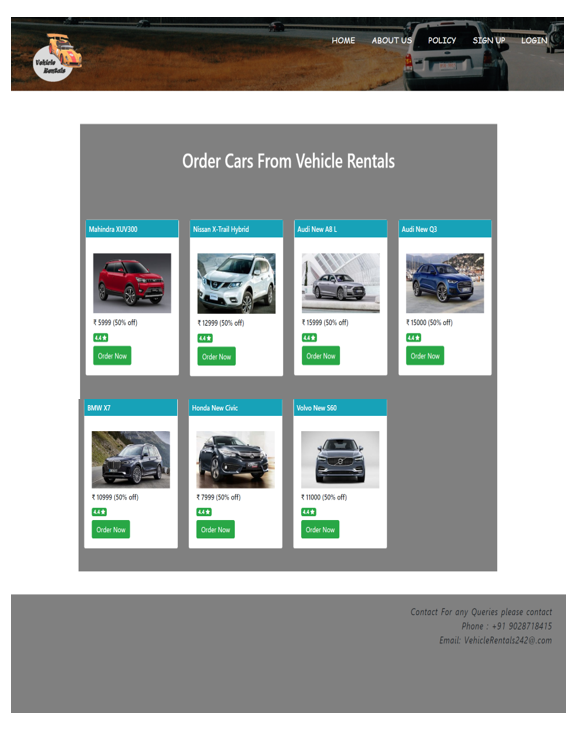 HOME ABOUT US POLICY SIGN UP LOGIN
Vehicle
Rentals
Order Cars From Vehicle Rentals
Mahindra XUV300 Nissan X-Trail Hybrid Audi New A8 L Audi New Q3
₹ 5999 (50% off) ₹ 12999 (50% off) ₹ 15999 (50% off) ₹ 15000 (50% off)
4.4★ 4.4★ 4.4★ 4.4★
Order Now Order Now Order Now Order Now
BMW X7 Honda New Civic Volvo New S60
₹ 10999 (50% off) ₹ 7999 (50% off) ₹ 11000 (50% off)
4.4★ 4.4★ 4.4★
Order Now Order Now Order Now
Contact For any Queries please contact
Phone : +91 9028718415
Email: VehicleRentals242@.com